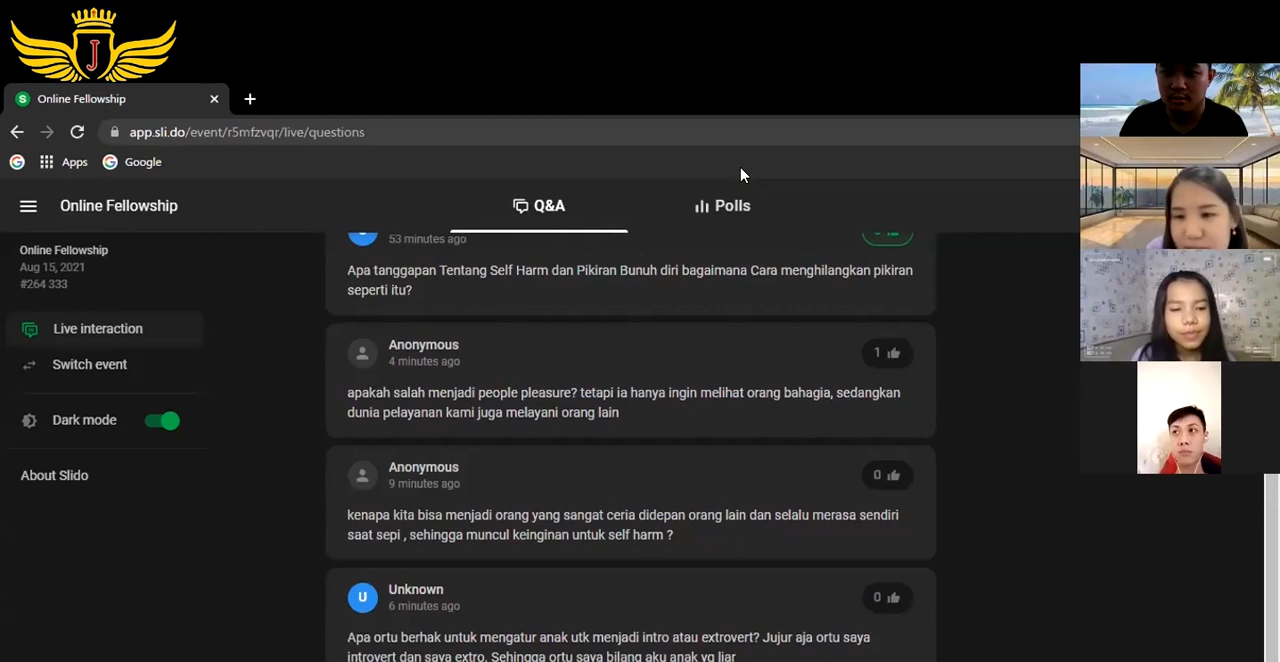 J
Online Fellowship
app.sli.do/event/r5mfzvqr/live/questions
Apps
Google
Online Fellowship
Q&A
Polls
Online Fellowship
Aug 15, 2021
#264 333
Live interaction
Switch event
Dark mode
About Slido
53 minutes ago
Apa tanggapan Tentang Self Harm dan Pikiran Bunuh diri bagaimana Cara menghilangkan pikiran
seperti itu?
Anonymous
4 minutes ago
1
apakah salah menjadi people pleasure? tetapi ia hanya ingin melihat orang bahagia, sedangkan
dunia pelayanan kami juga melayani orang lain
Anonymous
9 minutes ago
0
kenapa kita bisa menjadi orang yang sangat ceria didepan orang lain dan selalu merasa sendiri
saat sepi , sehingga muncul keinginan untuk self harm ?
U
Unknown
6 minutes ago
0
Apa ortu berhak untuk mengatur anak utk menjadi intro atau extrovert? Jujur aja ortu saya
introvert dan saya extro. Sehingga ortu saya bilang aku anak yg liar